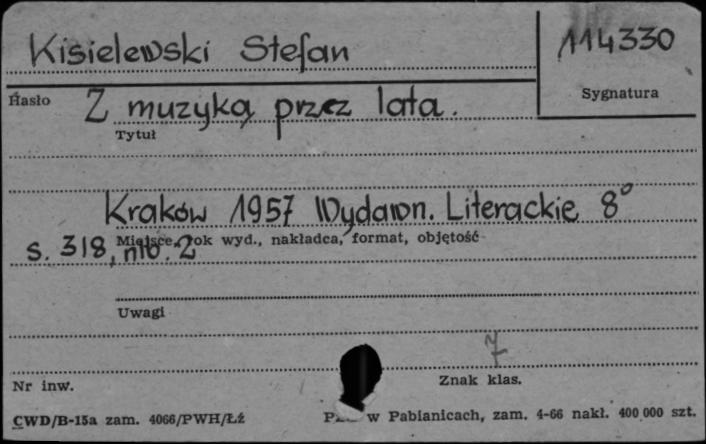 Kisielewski Stefan
114330
Hasło
Sygnatura
Z muzyką przez lata.
Tytuł
Kraków 1957 Wydawn. Literackie 8°
s. 318, nlb. 2
Miejsce, rok wyd., nakładca, format, objętość
Uwagi
7
Nr inw.
Znak klas.
CWD/B-15a zam. 4066/PWH/Łż
w Pabianicach, zam. 4-66 nakł. 400 000 szt.